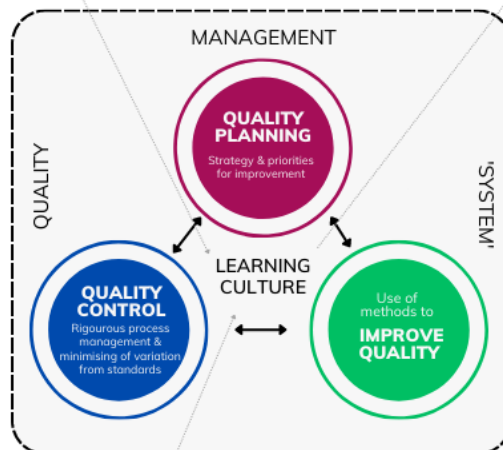 MANAGEMENT
QUALITY
'SYSTEM'
QUALITY
PLANNING
Strategy & priorities
for improvement
LEARNING
CULTURE
QUALITY
CONTROL
Rigourous process
management &
minimising of variation
from standards
Use of
methods to
IMPROVE
QUALITY